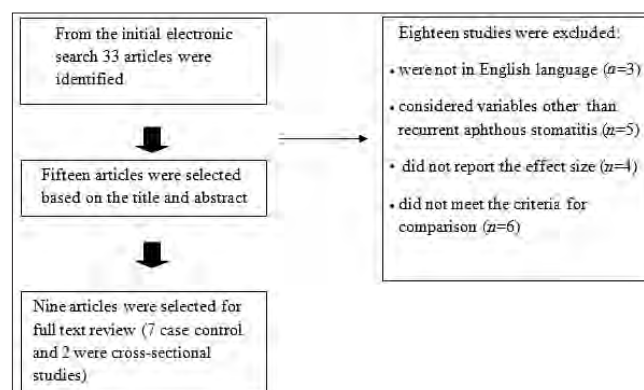 From the initial electronic
search 33 articles were
identified
Fifteen articles were selected
based on the title and abstract
Nine articles were selected for
full text review (7 case control
and 2 were cross-sectional
studies)
Eighteen studies were excluded:
• were not in English language (n=3)
• considered variables other than
recurrent aphthous stomatitis (n=5)
• did not report the effect size (n=4)
• did not meet the criteria for
comparison (n=6)